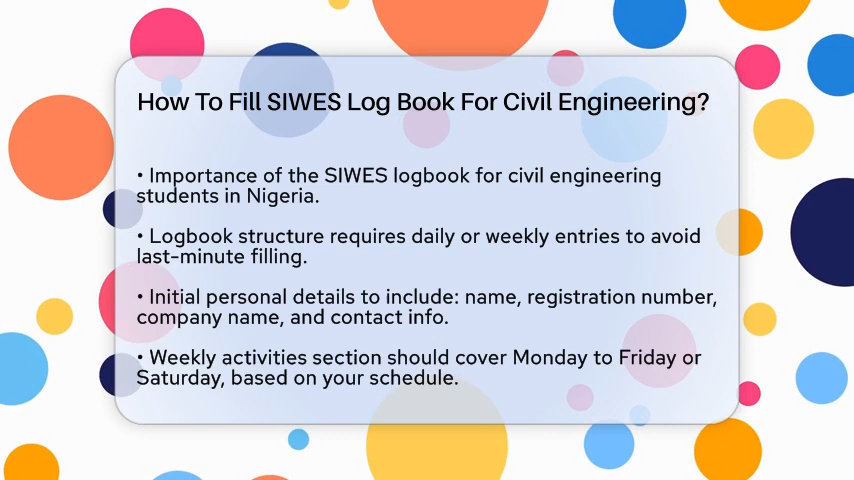 How To Fill SIWES Log Book For Civil Engineering?
• Importance of the SIWES logbook for civil engineering
students in Nigeria.
• Logbook structure requires daily or weekly entries to avoid
last-minute filling.
• Initial personal details to include: name, registration number,
company name, and contact info.
• Weekly activities section should cover Monday to Friday or
Saturday, based on your schedule.